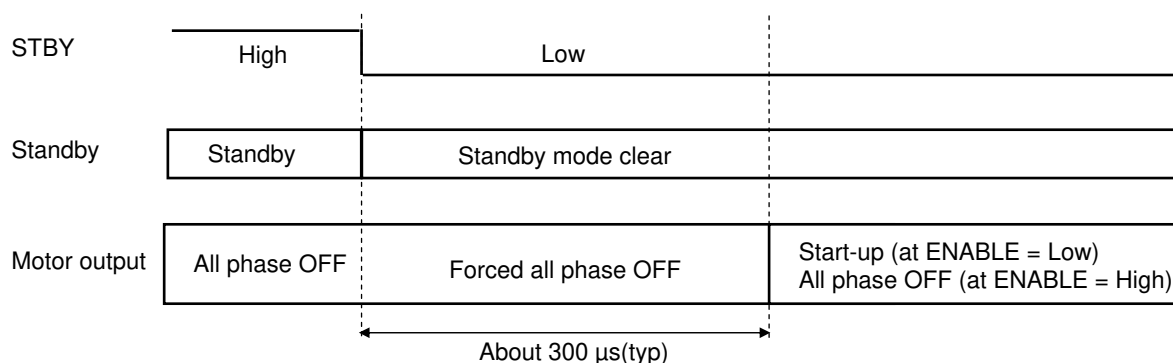 STBY
High
Low
Standby
Standby
Standby mode clear
Motor output
All phase OFF
Forced all phase OFF
Start-up (at ENABLE = Low)
All phase OFF (at ENABLE = High)
About 300 μs(typ)